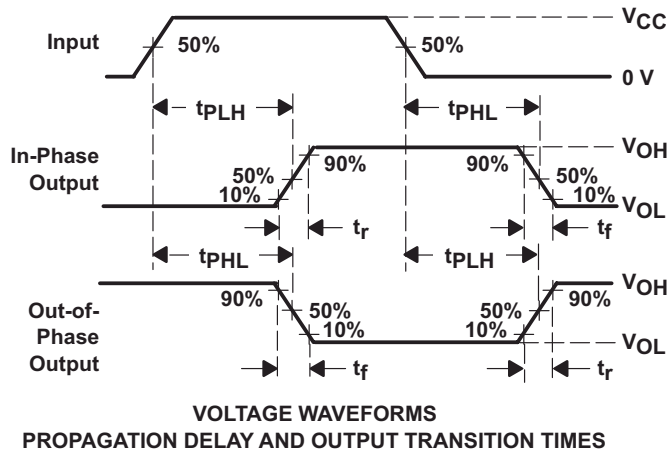 Input
50%
50%
VCC
0 V
tPLH
tPHL
In-Phase
Output
50%
10%
90%
90%
50%
10%
VOH
VOL
tr
tf
tPHL
tPLH
Out-of-
Phase
Output
90%
50%
10%
50%
10%
90%
VOH
VOL
tf
tr
VOLTAGE WAVEFORMS
PROPAGATION DELAY AND OUTPUT TRANSITION TIMES